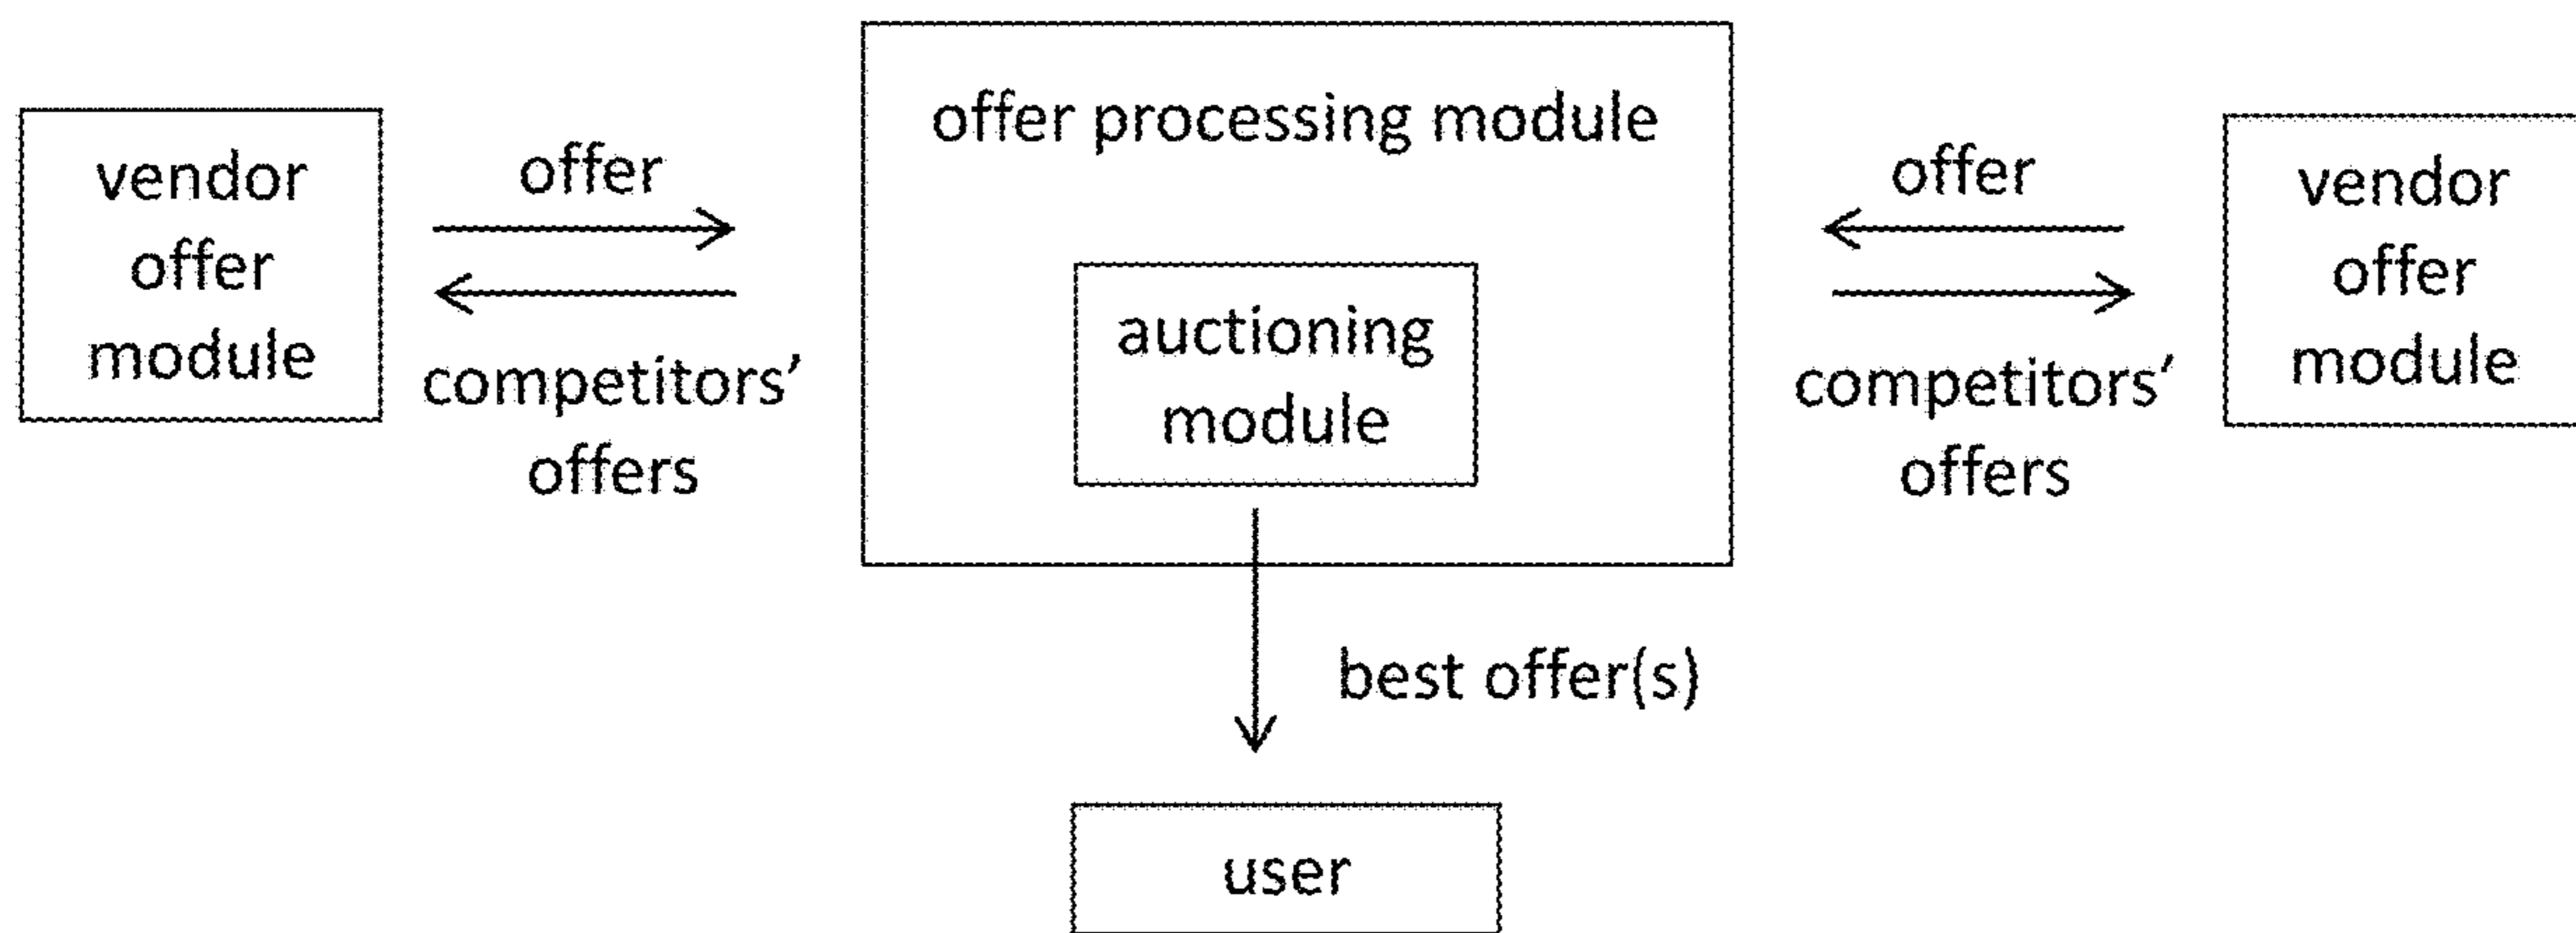 vendor
offer
module
offer
competitors'
offers
offer processing module
auctioning
module
offer
competitors'
offers
vendor
offer
module
best offer(s)
user